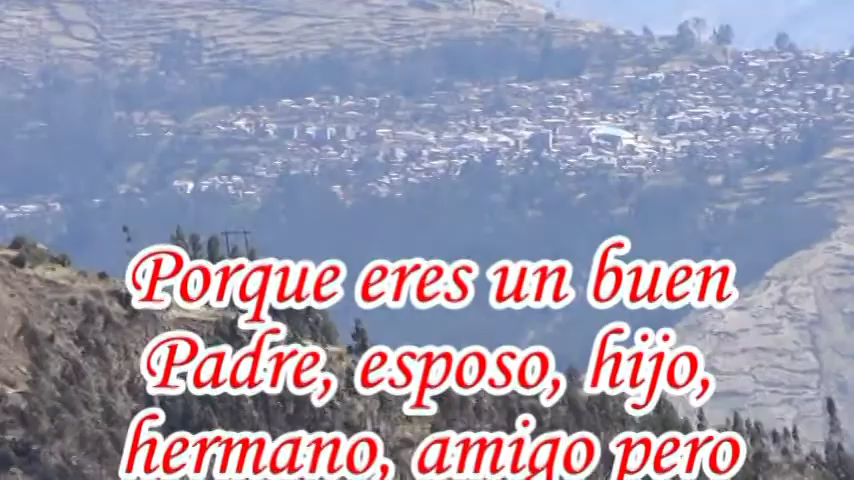 Porque eres un buen
Padre, esposo, hijo,
hermano, amigo pero